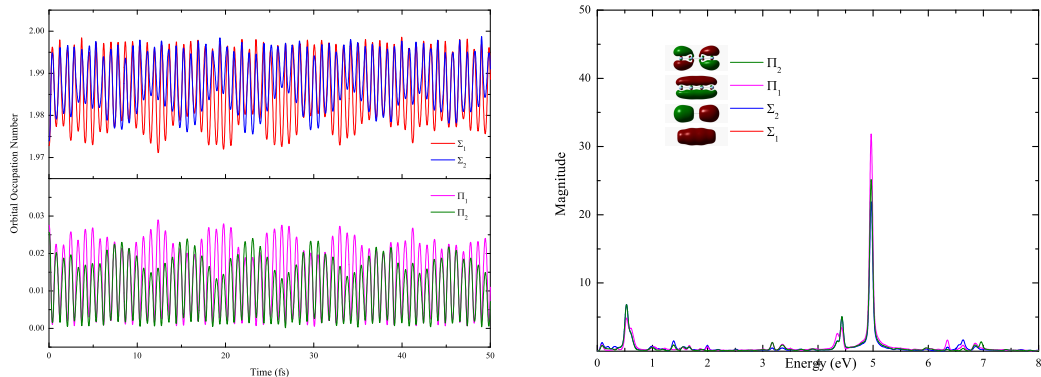 2.00
1.99
1.98
1.97
Σ₁
Σ₂
Orbital Occupation Number
Π₁
Π₂
0.03
0.02
0.01
0.00
0 10 20 30 40 50
Time (fs)
50
40
30
20
10
Magnitude
Π₂
Π₁
Σ₂
Σ₁
0 1 2 3 4 5 6 7 8
Energy (eV)